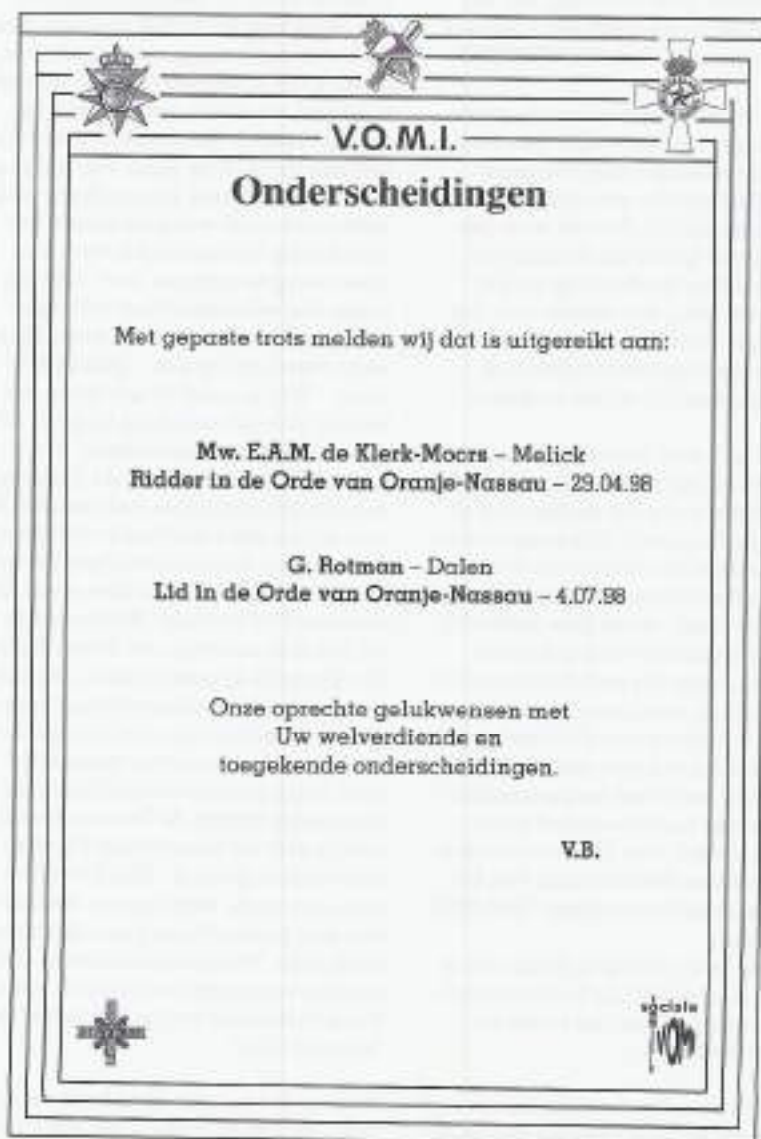 V.O.M.I.
Onderscheidingen
Met gepaste trots melden wij dat is uitgereikt aan:
Mw. E.A.M. de Klerk-Moors – Melick
Ridder in de Orde van Oranje-Nassau – 29.04.98
G. Rotman – Dalen
Lid in de Orde van Oranje-Nassau – 4.07.98
Onze oprechte gelukwensen met
Uw welverdiende en
toegekende onderscheidingen.
V.B.
sociale
VOMI